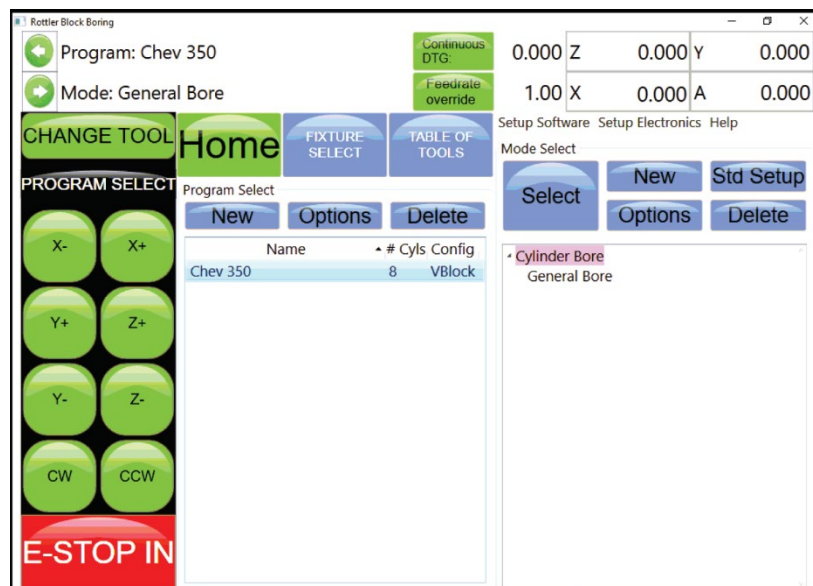 Rottler Block Boring
Program: Chev 350
Continuous
DTG:
0.000 Z 0.000 Y 0.000
Mode: General Bore
Feedrate
override
1.00 X 0.000 A 0.000
CHANGE TOOL
Home
FIXTURE
SELECT
TABLE OF
TOOLS
Setup Software Setup Electronics Help
Mode Select
PROGRAM SELECT
Program Select
Select
New
Std Setup
Options
Delete
New
Options
Delete
Name # Cyls Config
Chev 350 8 VBlock
Cylinder Bore
General Bore
X-
X+
Y+
Z+
Y-
Z-
CW
CCW
E-STOP IN